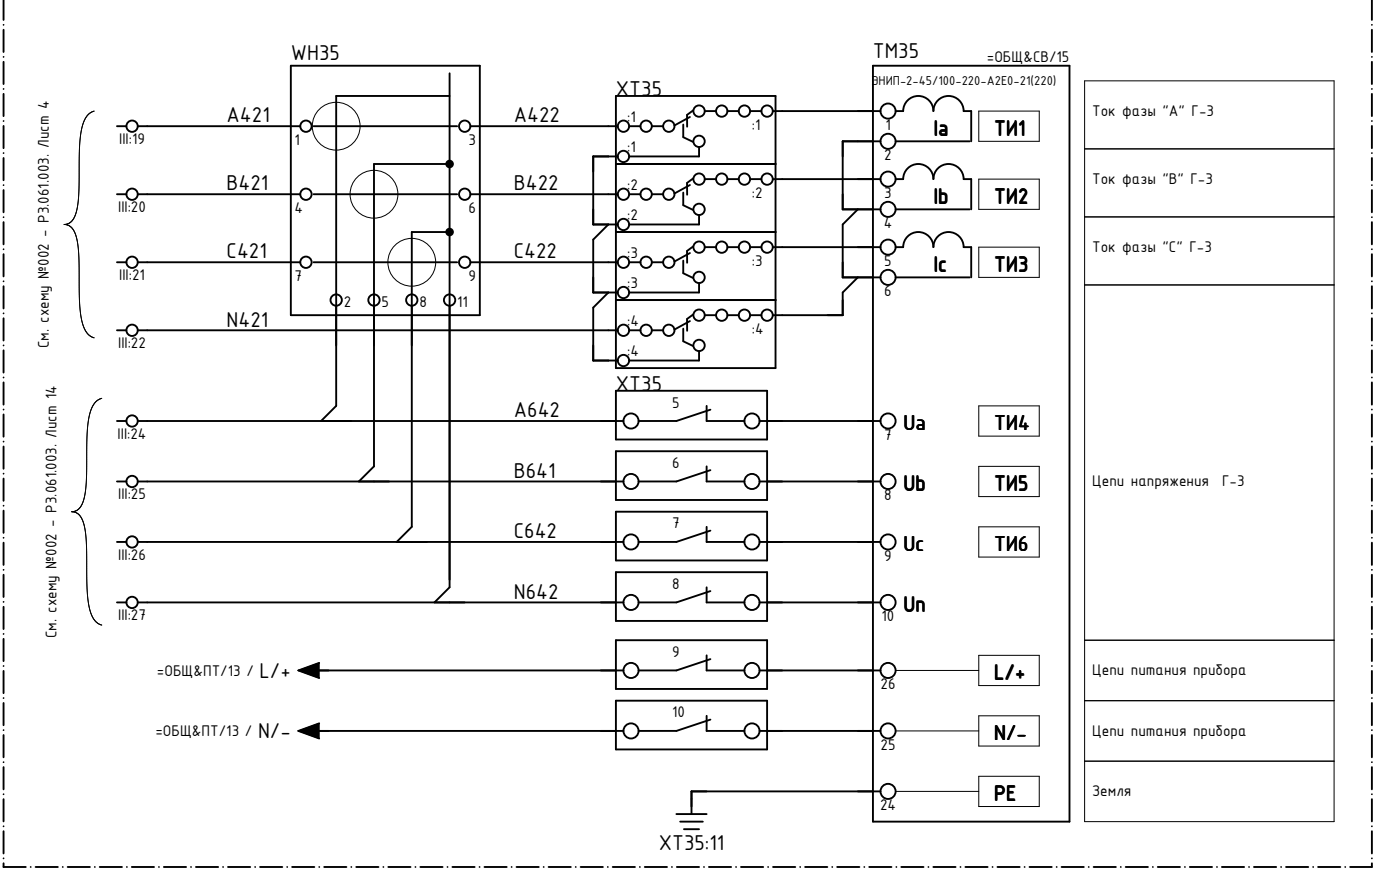 WH35
XT35
TM35
=ОБЩ&СВ/15
ЭНИП-2-45/100-220-А2Е0-21(220)
См. схему №002 - РЗ.061.003. Лист 4
III:19
A421
1
3
A422
:1
:1
:1
1
Ia
ТИ1
2
Ток фазы "А" Г-3
III:20
B421
4
6
B422
:2
:2
:2
3
Ib
ТИ2
4
Ток фазы "В" Г-3
III:21
C421
7
9
C422
:3
:3
:3
5
Ic
ТИ3
6
Ток фазы "С" Г-3
2
5
8
11
III:22
N421
:4
:4
:4
XT35
См. схему №002 - РЗ.061.003. Лист 14
III:24
A642
5
7
Ua
ТИ4
III:25
B641
6
8
Ub
ТИ5
Цепи напряжения Г-3
III:26
C642
7
9
Uc
ТИ6
III:27
N642
8
10
Un
=ОБЩ&ПТ/13 / L/+
9
26
L/+
Цепи питания прибора
=ОБЩ&ПТ/13 / N/-
10
25
N/-
Цепи питания прибора
24
PE
Земля
XT35:11